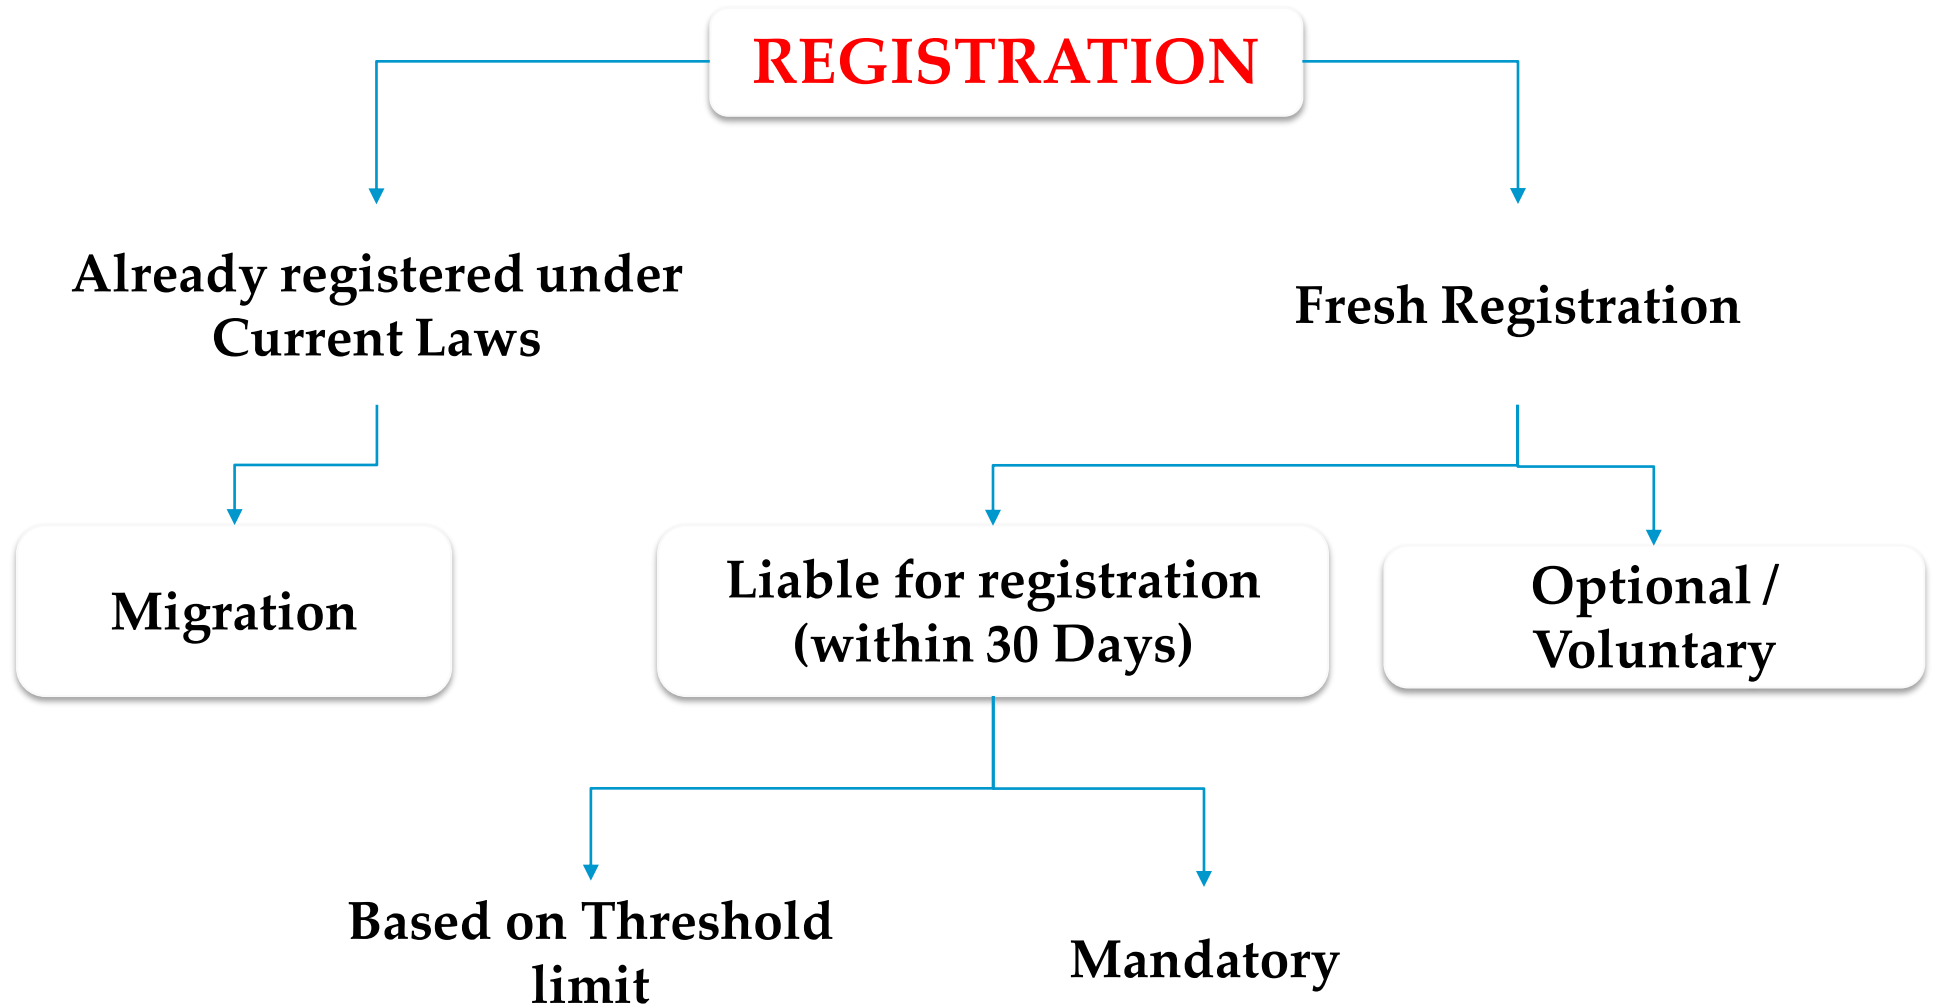 REGISTRATION
Already registered under
Current Laws
Fresh Registration
Migration
Liable for registration
(within 30 Days)
Optional /
Voluntary
Based on Threshold
limit
Mandatory